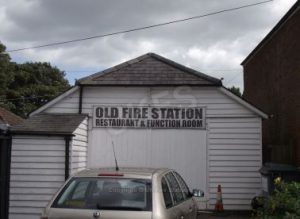 OLD FIRE STATION
RESTAURANT & FUNCTION ROOM